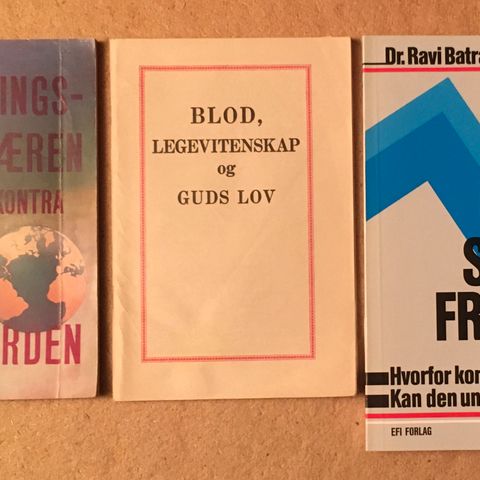 INGS-
ÆREN
KONTRA
RDEN
BLOD,
LEGEVITENSKAP
og
GUDS LOV
Dr. Ravi Batra
S
FR
Hvorfor kom
Kan den un
EFI FORLAG